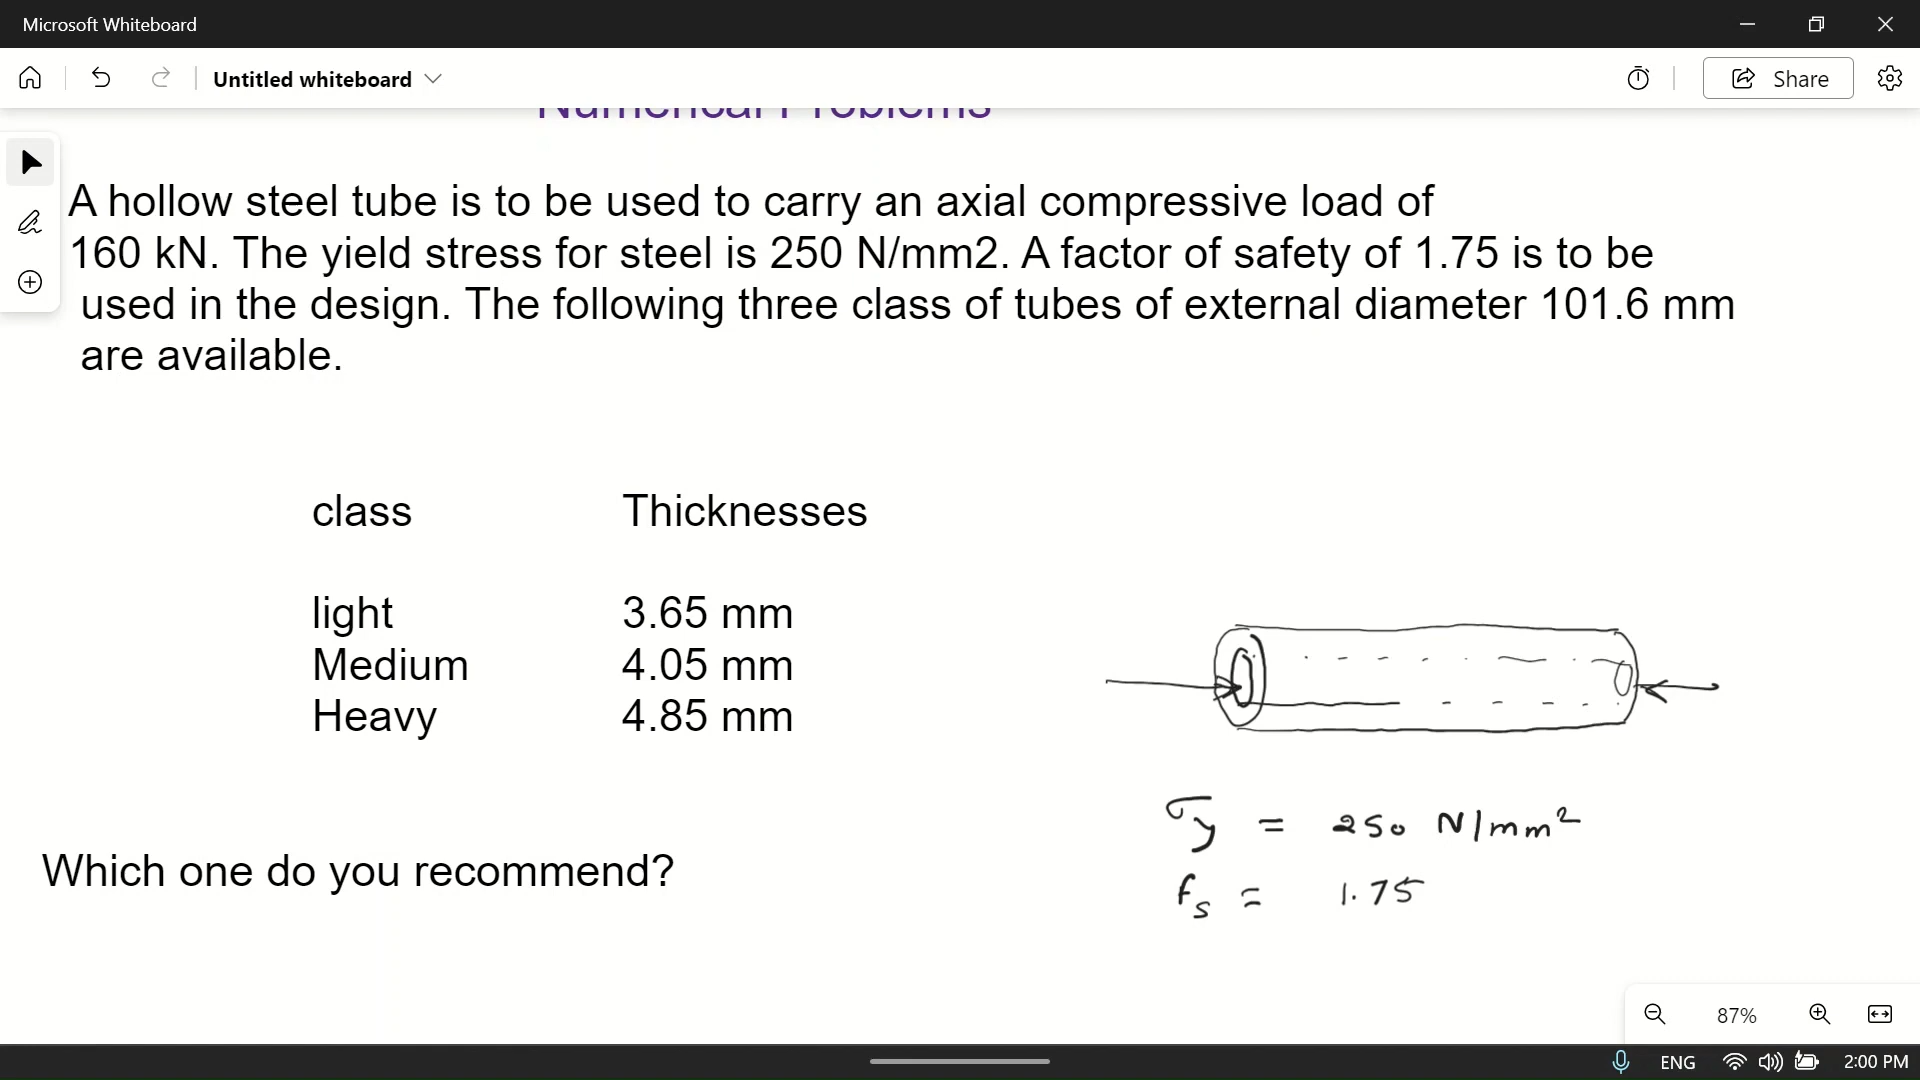 Microsoft Whiteboard
Untitled whiteboard
Share
Numerical Problems
A hollow steel tube is to be used to carry an axial compressive load of
160 kN. The yield stress for steel is 250 N/mm2. A factor of safety of 1.75 is to be
used in the design. The following three class of tubes of external diameter 101.6 mm
are available.
class Thicknesses
light 3.65 mm
Medium 4.05 mm
Heavy 4.85 mm
σy = 250 N/mm²
Which one do you recommend?
fs = 1.75
87%
ENG 2:00 PM